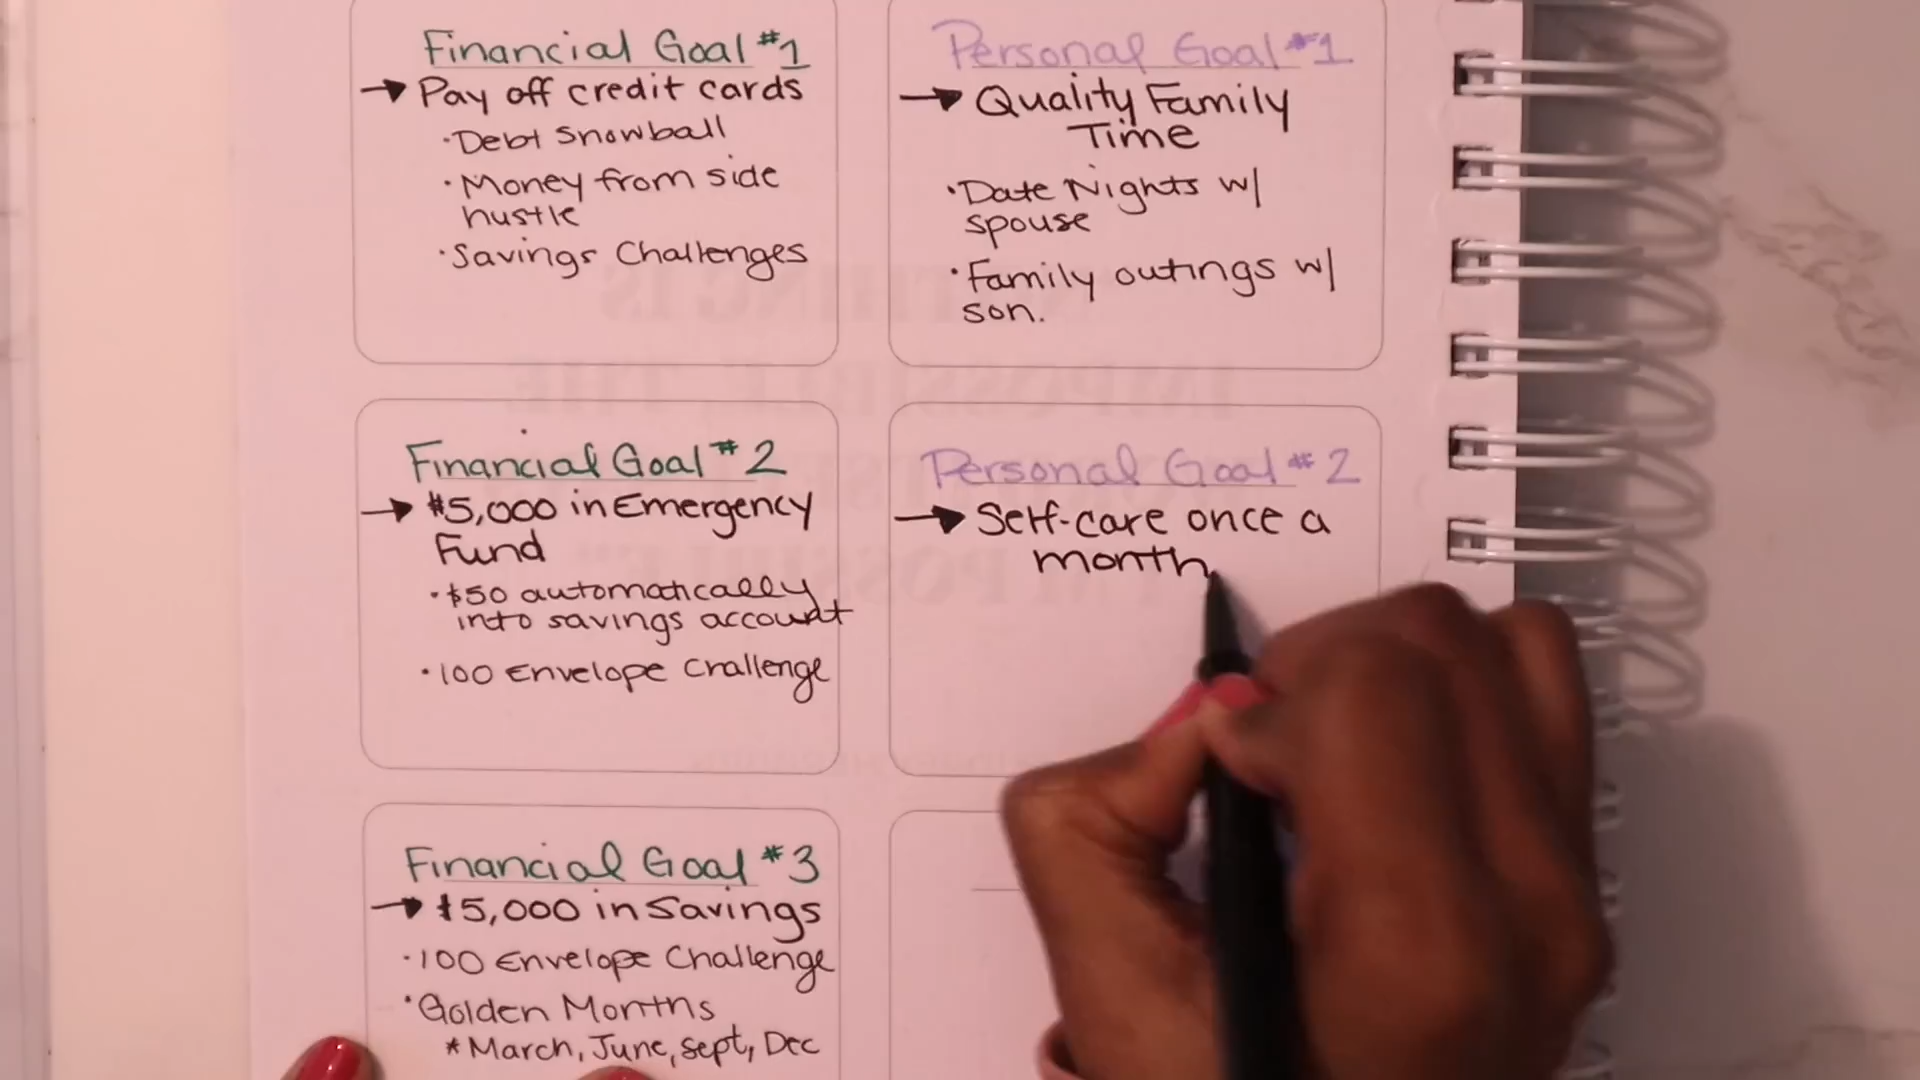 Financial Goal #1
→ Pay off credit cards
· Debt Snowball
· Money from side
hustle
· Savings Challenges
Personal Goal #1
→ Quality Family
Time
· Date Nights w/
spouse
· Family outings w/
son.
Financial Goal #2
→ $5,000 in Emergency
Fund
· $50 automatically
into savings account
· 100 Envelope Challenge
Personal Goal #2
→ Self-care once a
month
Financial Goal #3
→ $5,000 in Savings
· 100 Envelope Challenge
· Golden Months
* March, June, Sept, Dec